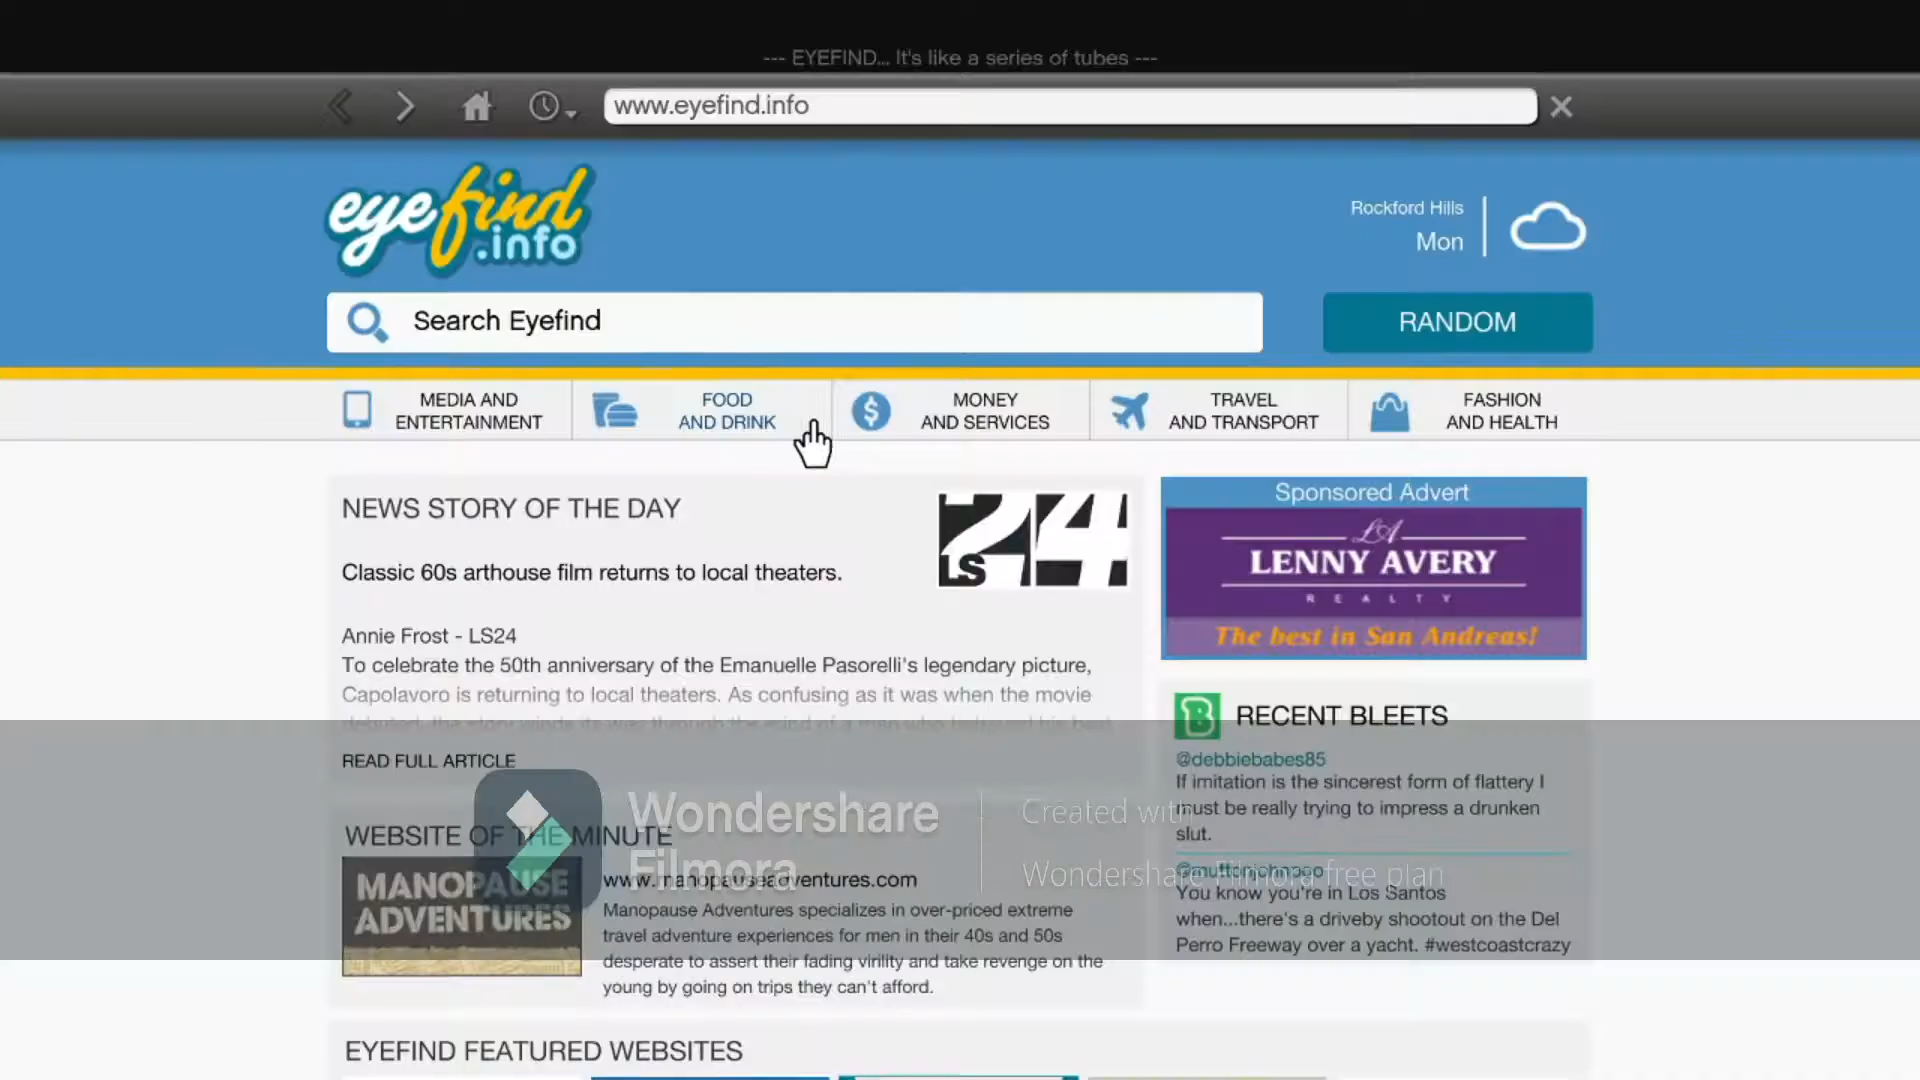 --- EYEFIND... It's like a series of tubes ---
www.eyefind.info
eyefind
.info
Rockford Hills
Mon
Search Eyefind
RANDOM
MEDIA AND
ENTERTAINMENT
FOOD
AND DRINK
MONEY
AND SERVICES
TRAVEL
AND TRANSPORT
FASHION
AND HEALTH
NEWS STORY OF THE DAY
24
LS
Classic 60s arthouse film returns to local theaters.
Annie Frost - LS24
To celebrate the 50th anniversary of the Emanuelle Pasorelli's legendary picture,
Capolavoro is returning to local theaters. As confusing as it was when the movie
READ FULL ARTICLE
Sponsored Advert
LA
LENNY AVERY
REALTY
The best in San Andreas!
B
RECENT BLEETS
@debbiebabes85
If imitation is the sincerest form of flattery I
must be really trying to impress a drunken
slut.
You know you're in Los Santos
when...there's a driveby shootout on the Del
Perro Freeway over a yacht. #westcoastcrazy
WEBSITE OF THE MINUTE
MANOPAUSE
ADVENTURES
www.manopauseadventures.com
Manopause Adventures specializes in over-priced extreme
travel adventure experiences for men in their 40s and 50s
desperate to assert their fading virility and take revenge on the
young by going on trips they can't afford.
Wondershare
Filmora
Created with
Wondershare Filmora free plan
EYEFIND FEATURED WEBSITES